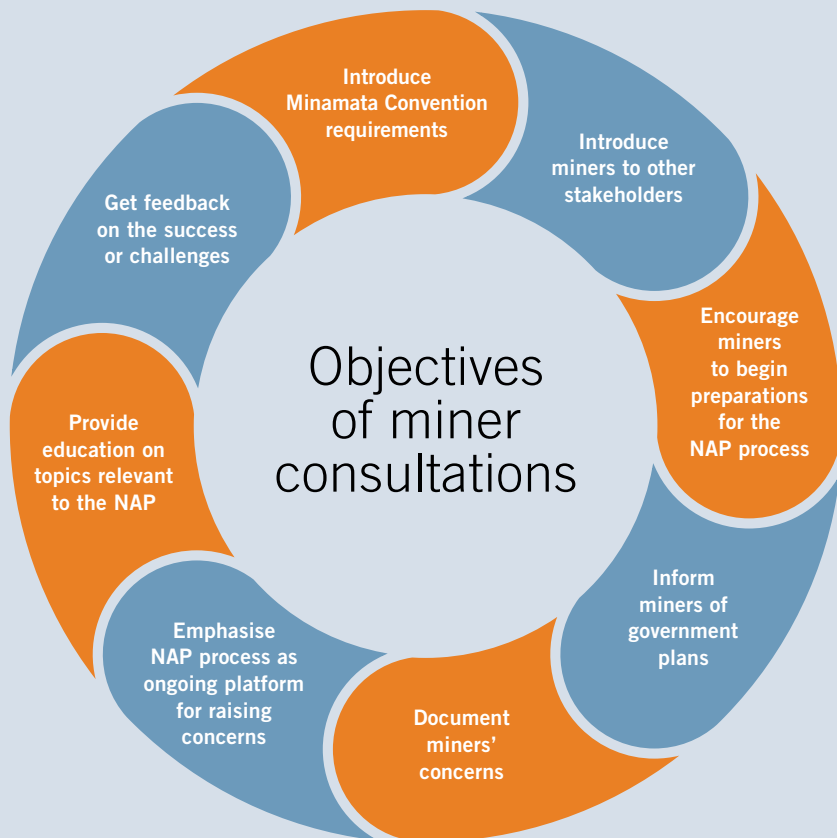 Objectives
of miner
consultations
Introduce
Minamata Convention
requirements
Introduce
miners to other
stakeholders
Encourage
miners
to begin
preparations
for the
NAP process
Inform
miners of
government
plans
Document
miners’
concerns
Emphasise
NAP process as
ongoing platform
for raising
concerns
Provide
education on
topics relevant
to the NAP
Get feedback
on the success
or challenges